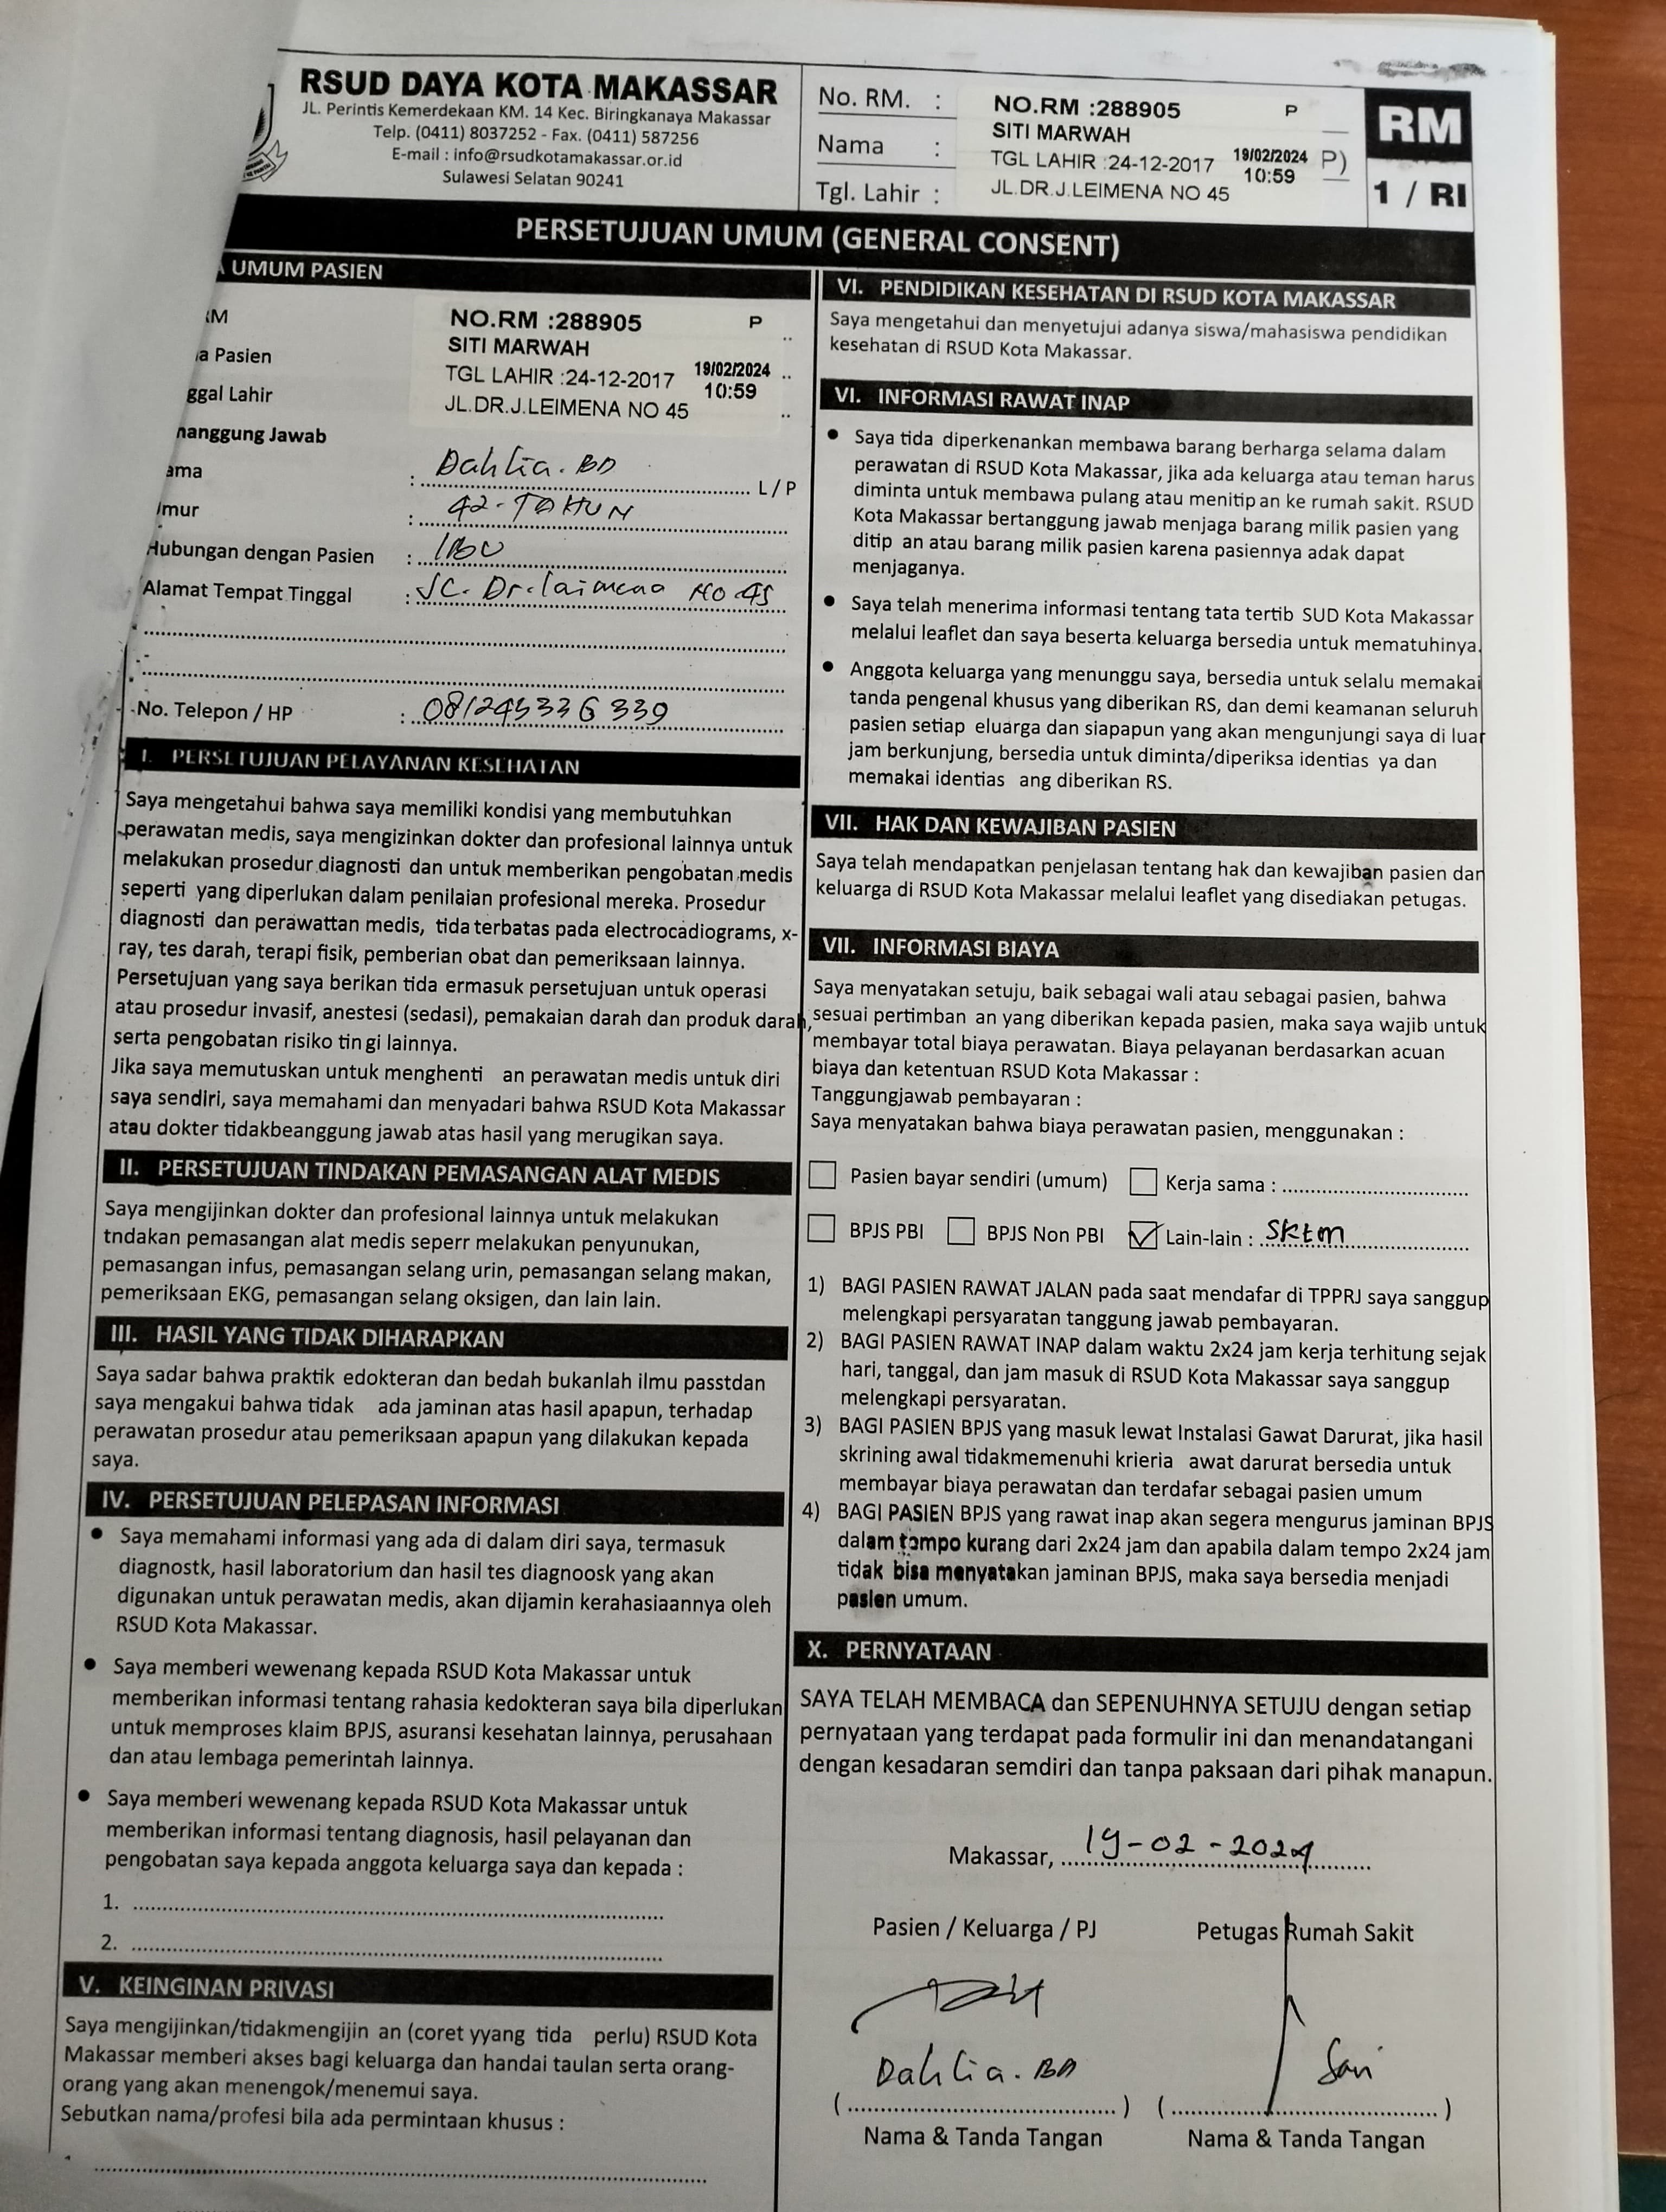 RSUD DAYA KOTA MAKASSAR
JL. Perintis Kemerdekaan KM. 14 Kec. Biringkanaya Makassar
Telp. (0411) 8037252 - Fax. (0411) 587256
E-mail : info@rsudkotamakassar.or.id
Sulawesi Selatan 90241
No. RM. :
Nama :
Tgl. Lahir :
NO.RM :288905 P
SITI MARWAH
TGL LAHIR :24-12-2017 19/02/2024 P)
10:59
JL.DR.J.LEIMENA NO 45
RM
1 / RI
PERSETUJUAN UMUM (GENERAL CONSENT)
UMUM PASIEN
NO.RM :288905 P
SITI MARWAH
TGL LAHIR :24-12-2017 19/02/2024
10:59
JL.DR.J.LEIMENA NO 45
RM
a Pasien
ggal Lahir
nanggung Jawab
ama : Dahlia. BD L / P
mur : 42 - TAHUN
Hubungan dengan Pasien : IBU
Alamat Tempat Tinggal : JL. Dr. laimena NO 45
No. Telepon / HP : 081245336339
I. PERSETUJUAN PELAYANAN KESEHATAN
Saya mengetahui bahwa saya memiliki kondisi yang membutuhkan
perawatan medis, saya mengizinkan dokter dan profesional lainnya untuk
melakukan prosedur diagnosti dan untuk memberikan pengobatan medis
seperti yang diperlukan dalam penilaian profesional mereka. Prosedur
diagnosti dan perawattan medis, tida terbatas pada electrocadiograms, x-
ray, tes darah, terapi fisik, pemberian obat dan pemeriksaan lainnya.
Persetujuan yang saya berikan tida ermasuk persetujuan untuk operasi
atau prosedur invasif, anestesi (sedasi), pemakaian darah dan produk darah,
serta pengobatan risiko tin gi lainnya.
Jika saya memutuskan untuk menghenti an perawatan medis untuk diri
saya sendiri, saya memahami dan menyadari bahwa RSUD Kota Makassar
atau dokter tidakbeanggung jawab atas hasil yang merugikan saya.
II. PERSETUJUAN TINDAKAN PEMASANGAN ALAT MEDIS
Saya mengijinkan dokter dan profesional lainnya untuk melakukan
tndakan pemasangan alat medis seperr melakukan penyunukan,
pemasangan infus, pemasangan selang urin, pemasangan selang makan,
pemeriksaan EKG, pemasangan selang oksigen, dan lain lain.
III. HASIL YANG TIDAK DIHARAPKAN
Saya sadar bahwa praktik edokteran dan bedah bukanlah ilmu passtdan
saya mengakui bahwa tidak ada jaminan atas hasil apapun, terhadap
perawatan prosedur atau pemeriksaan apapun yang dilakukan kepada
saya.
IV. PERSETUJUAN PELEPASAN INFORMASI
● Saya memahami informasi yang ada di dalam diri saya, termasuk
diagnostk, hasil laboratorium dan hasil tes diagnoosk yang akan
digunakan untuk perawatan medis, akan dijamin kerahasiaannya oleh
RSUD Kota Makassar.
● Saya memberi wewenang kepada RSUD Kota Makassar untuk
memberikan informasi tentang rahasia kedokteran saya bila diperlukan
untuk memproses klaim BPJS, asuransi kesehatan lainnya, perusahaan
dan atau lembaga pemerintah lainnya.
● Saya memberi wewenang kepada RSUD Kota Makassar untuk
memberikan informasi tentang diagnosis, hasil pelayanan dan
pengobatan saya kepada anggota keluarga saya dan kepada :
1.
2.
V. KEINGINAN PRIVASI
Saya mengijinkan/tidakmengijin an (coret yyang tida perlu) RSUD Kota
Makassar memberi akses bagi keluarga dan handai taulan serta orang-
orang yang akan menengok/menemui saya.
Sebutkan nama/profesi bila ada permintaan khusus :
VI. PENDIDIKAN KESEHATAN DI RSUD KOTA MAKASSAR
Saya mengetahui dan menyetujui adanya siswa/mahasiswa pendidikan
kesehatan di RSUD Kota Makassar.
VI. INFORMASI RAWAT INAP
● Saya tida diperkenankan membawa barang berharga selama dalam
perawatan di RSUD Kota Makassar, jika ada keluarga atau teman harus
diminta untuk membawa pulang atau menitip an ke rumah sakit. RSUD
Kota Makassar bertanggung jawab menjaga barang milik pasien yang
ditip an atau barang milik pasien karena pasiennya adak dapat
menjaganya.
● Saya telah menerima informasi tentang tata tertib SUD Kota Makassar
melalui leaflet dan saya beserta keluarga bersedia untuk mematuhinya.
● Anggota keluarga yang menunggu saya, bersedia untuk selalu memakai
tanda pengenal khusus yang diberikan RS, dan demi keamanan seluruh
pasien setiap eluarga dan siapapun yang akan mengunjungi saya di luar
jam berkunjung, bersedia untuk diminta/diperiksa identias ya dan
memakai identias ang diberikan RS.
VII. HAK DAN KEWAJIBAN PASIEN
Saya telah mendapatkan penjelasan tentang hak dan kewajiban pasien dan
keluarga di RSUD Kota Makassar melalui leaflet yang disediakan petugas.
VII. INFORMASI BIAYA
Saya menyatakan setuju, baik sebagai wali atau sebagai pasien, bahwa
sesuai pertimban an yang diberikan kepada pasien, maka saya wajib untuk
membayar total biaya perawatan. Biaya pelayanan berdasarkan acuan
biaya dan ketentuan RSUD Kota Makassar :
Tanggungjawab pembayaran :
Saya menyatakan bahwa biaya perawatan pasien, menggunakan :
Pasien bayar sendiri (umum) Kerja sama :
BPJS PBI BPJS Non PBI ☑ Lain-lain : Sktm
1) BAGI PASIEN RAWAT JALAN pada saat mendafar di TPPRJ saya sanggup
melengkapi persyaratan tanggung jawab pembayaran.
2) BAGI PASIEN RAWAT INAP dalam waktu 2x24 jam kerja terhitung sejak
hari, tanggal, dan jam masuk di RSUD Kota Makassar saya sanggup
melengkapi persyaratan.
3) BAGI PASIEN BPJS yang masuk lewat Instalasi Gawat Darurat, jika hasil
skrining awal tidakmemenuhi krieria awat darurat bersedia untuk
membayar biaya perawatan dan terdafar sebagai pasien umum
4) BAGI PASIEN BPJS yang rawat inap akan segera mengurus jaminan BPJS
dalam tempo kurang dari 2x24 jam dan apabila dalam tempo 2x24 jam
tidak bisa menyatakan jaminan BPJS, maka saya bersedia menjadi
pasien umum.
X. PERNYATAAN
SAYA TELAH MEMBACA dan SEPENUHNYA SETUJU dengan setiap
pernyataan yang terdapat pada formulir ini dan menandatangani
dengan kesadaran semdiri dan tanpa paksaan dari pihak manapun.
Makassar, 19-02-2024
Pasien / Keluarga / PJ Petugas Rumah Sakit
Dahlia. BD Sari
Nama & Tanda Tangan Nama & Tanda Tangan